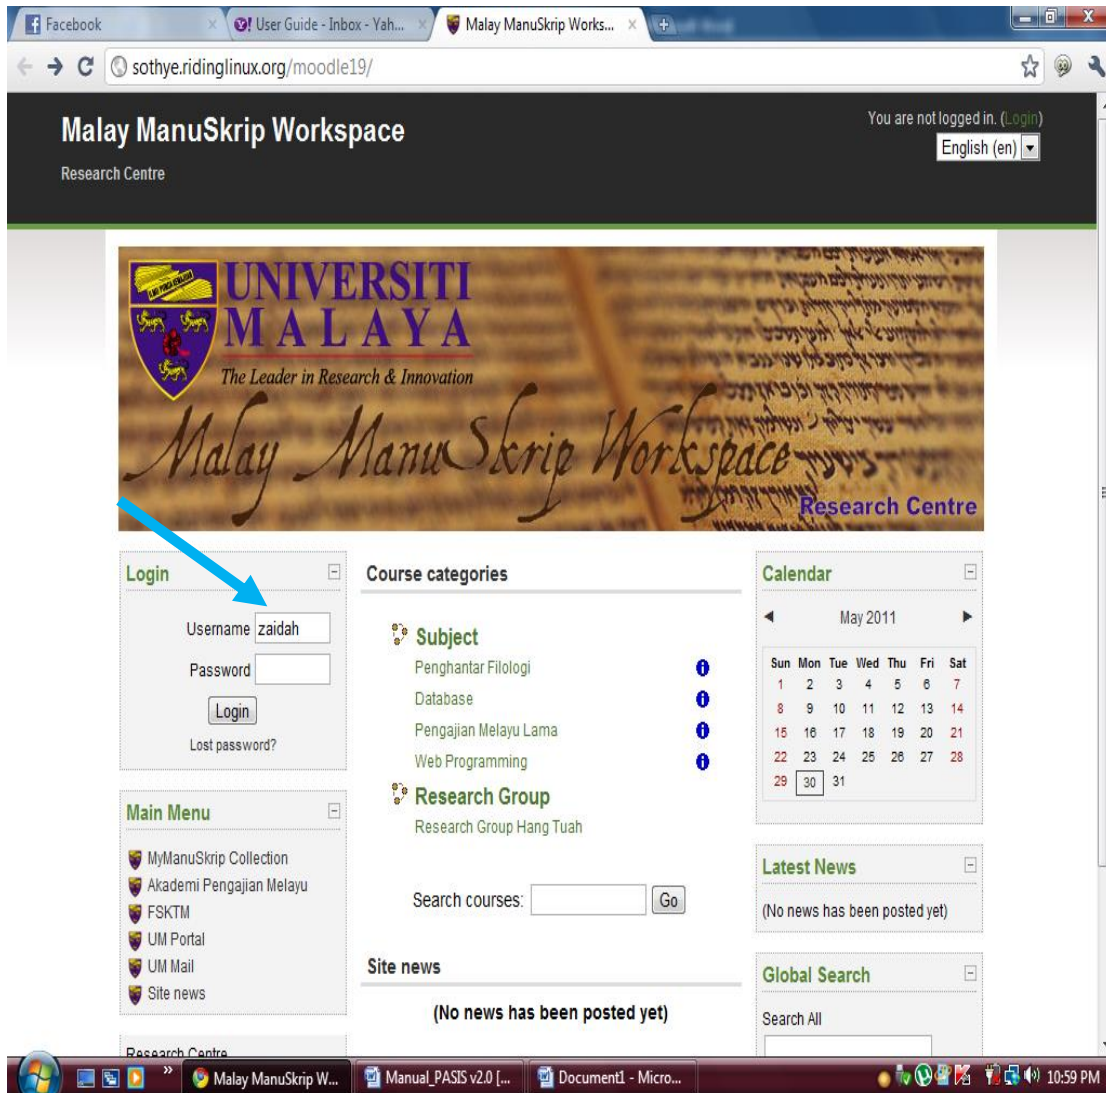 Facebook
User Guide - Inbox - Yah...
Malay ManuSkrip Works...
sothye.ridinglinux.org/moodle19/
Malay ManuSkrip Workspace
Research Centre
You are not logged in. (Login)
English (en)
UNIVERSITI
MALAYA
The Leader in Research & Innovation
Malay ManuSkrip Workspace
Research Centre
Login
Username zaidah
Password
Login
Lost password?
Main Menu
MyManuSkrip Collection
Akademi Pengajian Melayu
FSKTM
UM Portal
UM Mail
Site news
Research Centre
Course categories
Subject
Penghantar Filologi
Database
Pengajian Melayu Lama
Web Programming
Research Group
Research Group Hang Tuah
Search courses: Go
Site news
(No news has been posted yet)
Calendar
May 2011
Sun Mon Tue Wed Thu Fri Sat
1 2 3 4 5 6 7
8 9 10 11 12 13 14
15 16 17 18 19 20 21
22 23 24 25 26 27 28
29 30 31
Latest News
(No news has been posted yet)
Global Search
Search All
Malay ManuSkrip W...
Manual_PASIS v2.0 [...
Document1 - Micro...
10:59 PM